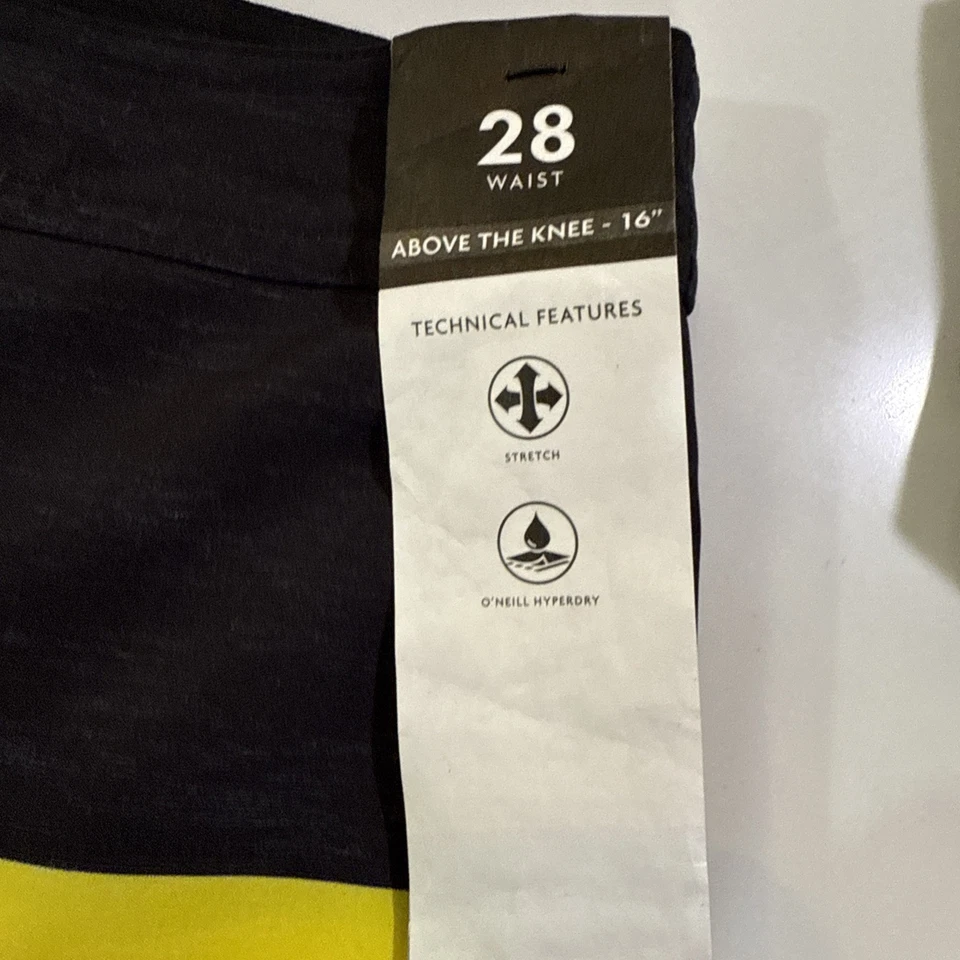 28
WAIST
ABOVE THE KNEE - 16"
TECHNICAL FEATURES
STRETCH
O'NEILL HYPERDRY